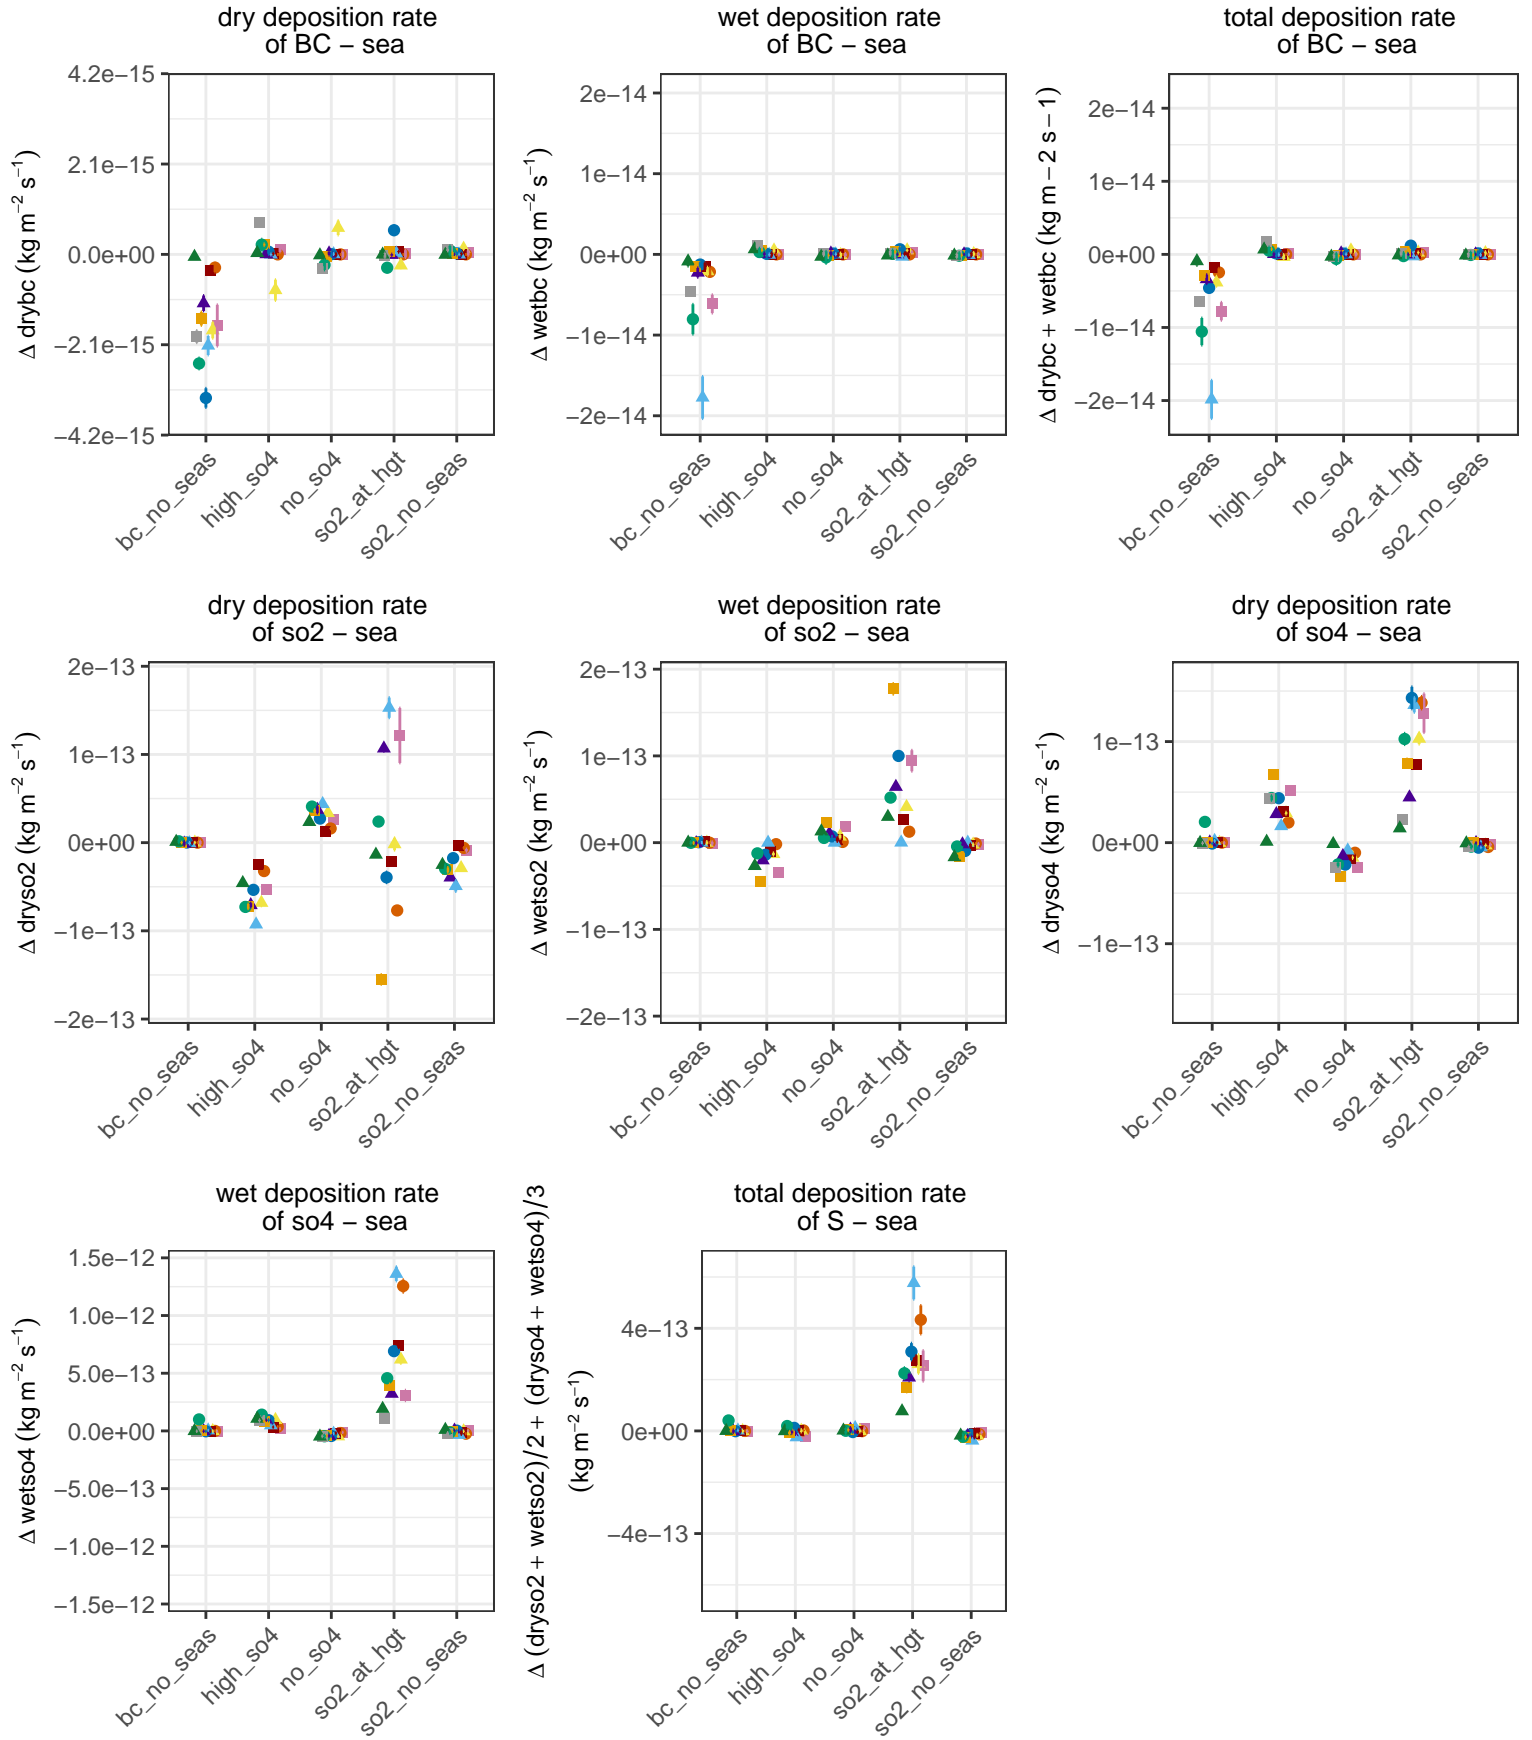 dry deposition rate
of BC − sea
Δ drybc (kg m−2 s−1)
4.2e−15
2.1e−15
0.0e+00
−2.1e−15
−4.2e−15
bc_no_seas
high_so4
no_so4
so2_at_hgt
so2_no_seas
wet deposition rate
of BC − sea
Δ wetbc (kg m−2 s−1)
2e−14
1e−14
0e+00
−1e−14
−2e−14
bc_no_seas
high_so4
no_so4
so2_at_hgt
so2_no_seas
total deposition rate
of BC − sea
Δ drybc + wetbc (kg m − 2 s − 1)
2e−14
1e−14
0e+00
−1e−14
−2e−14
bc_no_seas
high_so4
no_so4
so2_at_hgt
so2_no_seas
dry deposition rate
of so2 − sea
Δ dryso2 (kg m−2 s−1)
2e−13
1e−13
0e+00
−1e−13
−2e−13
bc_no_seas
high_so4
no_so4
so2_at_hgt
so2_no_seas
wet deposition rate
of so2 − sea
Δ wetso2 (kg m−2 s−1)
2e−13
1e−13
0e+00
−1e−13
−2e−13
bc_no_seas
high_so4
no_so4
so2_at_hgt
so2_no_seas
dry deposition rate
of so4 − sea
Δ dryso4 (kg m−2 s−1)
1e−13
0e+00
−1e−13
bc_no_seas
high_so4
no_so4
so2_at_hgt
so2_no_seas
wet deposition rate
of so4 − sea
Δ wetso4 (kg m−2 s−1)
1.5e−12
1.0e−12
5.0e−13
0.0e+00
−5.0e−13
−1.0e−12
−1.5e−12
bc_no_seas
high_so4
no_so4
so2_at_hgt
so2_no_seas
total deposition rate
of S − sea
Δ (dryso2 + wetso2)/2 + (dryso4 + wetso4)/3
(kg m−2 s−1)
4e−13
0e+00
−4e−13
bc_no_seas
high_so4
no_so4
so2_at_hgt
so2_no_seas